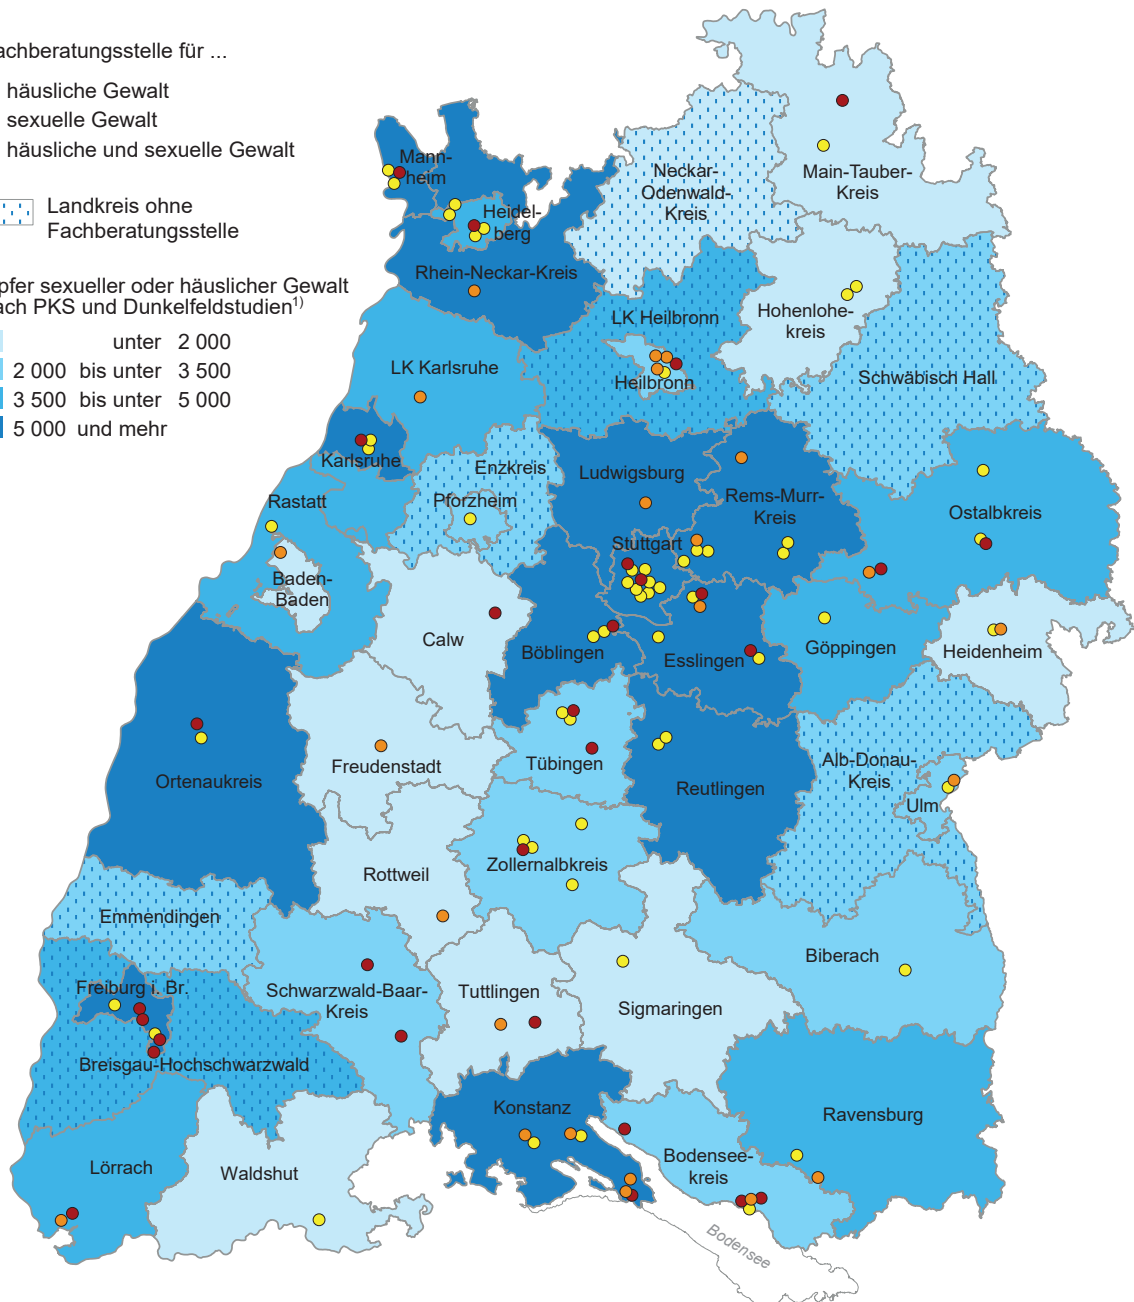 achberatungsstelle für ...
häusliche Gewalt
sexuelle Gewalt
häusliche und sexuelle Gewalt
Landkreis ohne
Fachberatungsstelle
pfer sexueller oder häuslicher Gewalt
ach PKS und Dunkelfeldstudien1)
unter 2 000
2 000 bis unter 3 500
3 500 bis unter 5 000
5 000 und mehr
Mann-
heim
Heidel-
berg
Rhein-Neckar-Kreis
Neckar-
Odenwald-
Kreis
Main-Tauber-
Kreis
LK Heilbronn
Hohenlohe-
kreis
LK Karlsruhe
Heilbronn
Schwäbisch Hall
Karlsruhe
Enzkreis
Ludwigsburg
Pforzheim
Rems-Murr-
Kreis
Rastatt
Ostalbkreis
Stuttgart
Baden-
Baden
Calw
Böblingen
Esslingen
Göppingen
Heidenheim
Ortenaukreis
Freudenstadt
Tübingen
Reutlingen
Alb-Donau-
Kreis
Ulm
Rottweil
Zollernalbkreis
Emmendingen
Biberach
Freiburg i. Br.
Schwarzwald-Baar-
Kreis
Tuttlingen
Sigmaringen
Breisgau-Hochschwarzwald
Konstanz
Ravensburg
Lörrach
Waldshut
Bodensee-
kreis
Bodensee